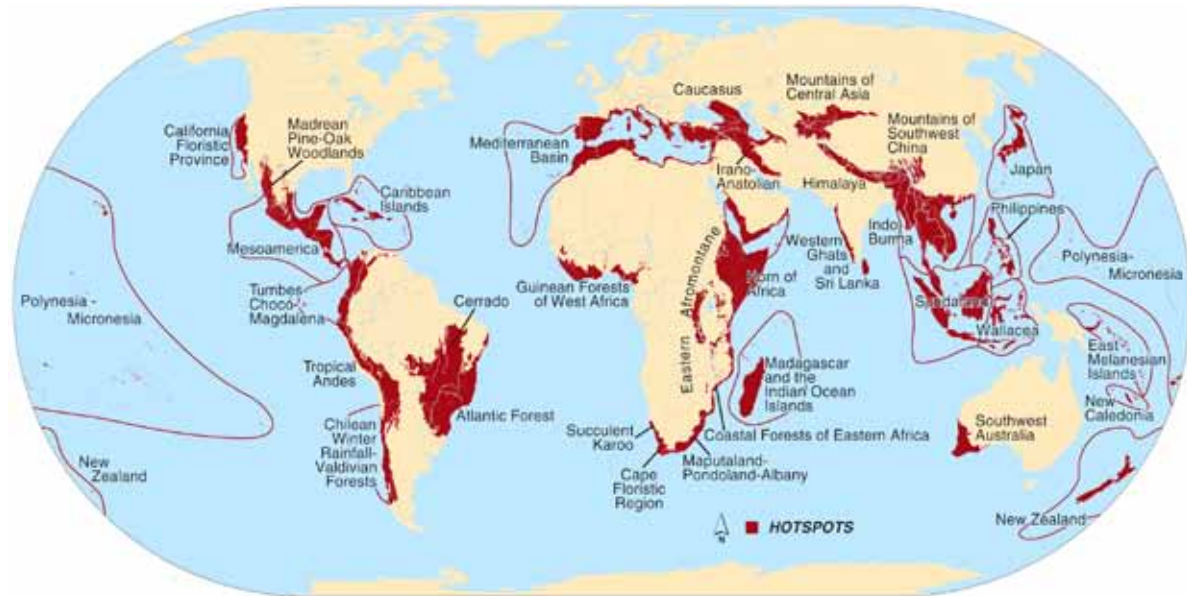 California
Floristic
Province
Madrean
Pine-Oak
Woodlands
Caribbean
Islands
Mesoamerica
Polynesia -
Micronesia
Tumbes
Choco-
Magdalena
Cerrado
Tropical
Andes
Atlantic Forest
Chilean
Winter
Rainfall-
Valdivian
Forests
New
Zealand
Caucasus
Mediterranean
Basin
Irano-
Anatolian
Mountains of
Central Asia
Mountains of
Southwest
China
Himalaya
Japan
Indo
Burma
Philippines
Western
Ghats
and
Sri Lanka
Polynesia-
Micronesia
Guinean Forests
of West Africa
Eastern Afromontane
Horn of
Africa
Sundaland
Wallacea
East
Melanesian
Islands
New
Caledonia
Madagascar
and the
Indian Ocean
Islands
Southwest
Australia
Succulent
Karoo
Coastal Forests of Eastern Africa
Cape
Floristic
Region
Maputaland-
Pondoland-Albany
New Zealand
N
HOTSPOTS